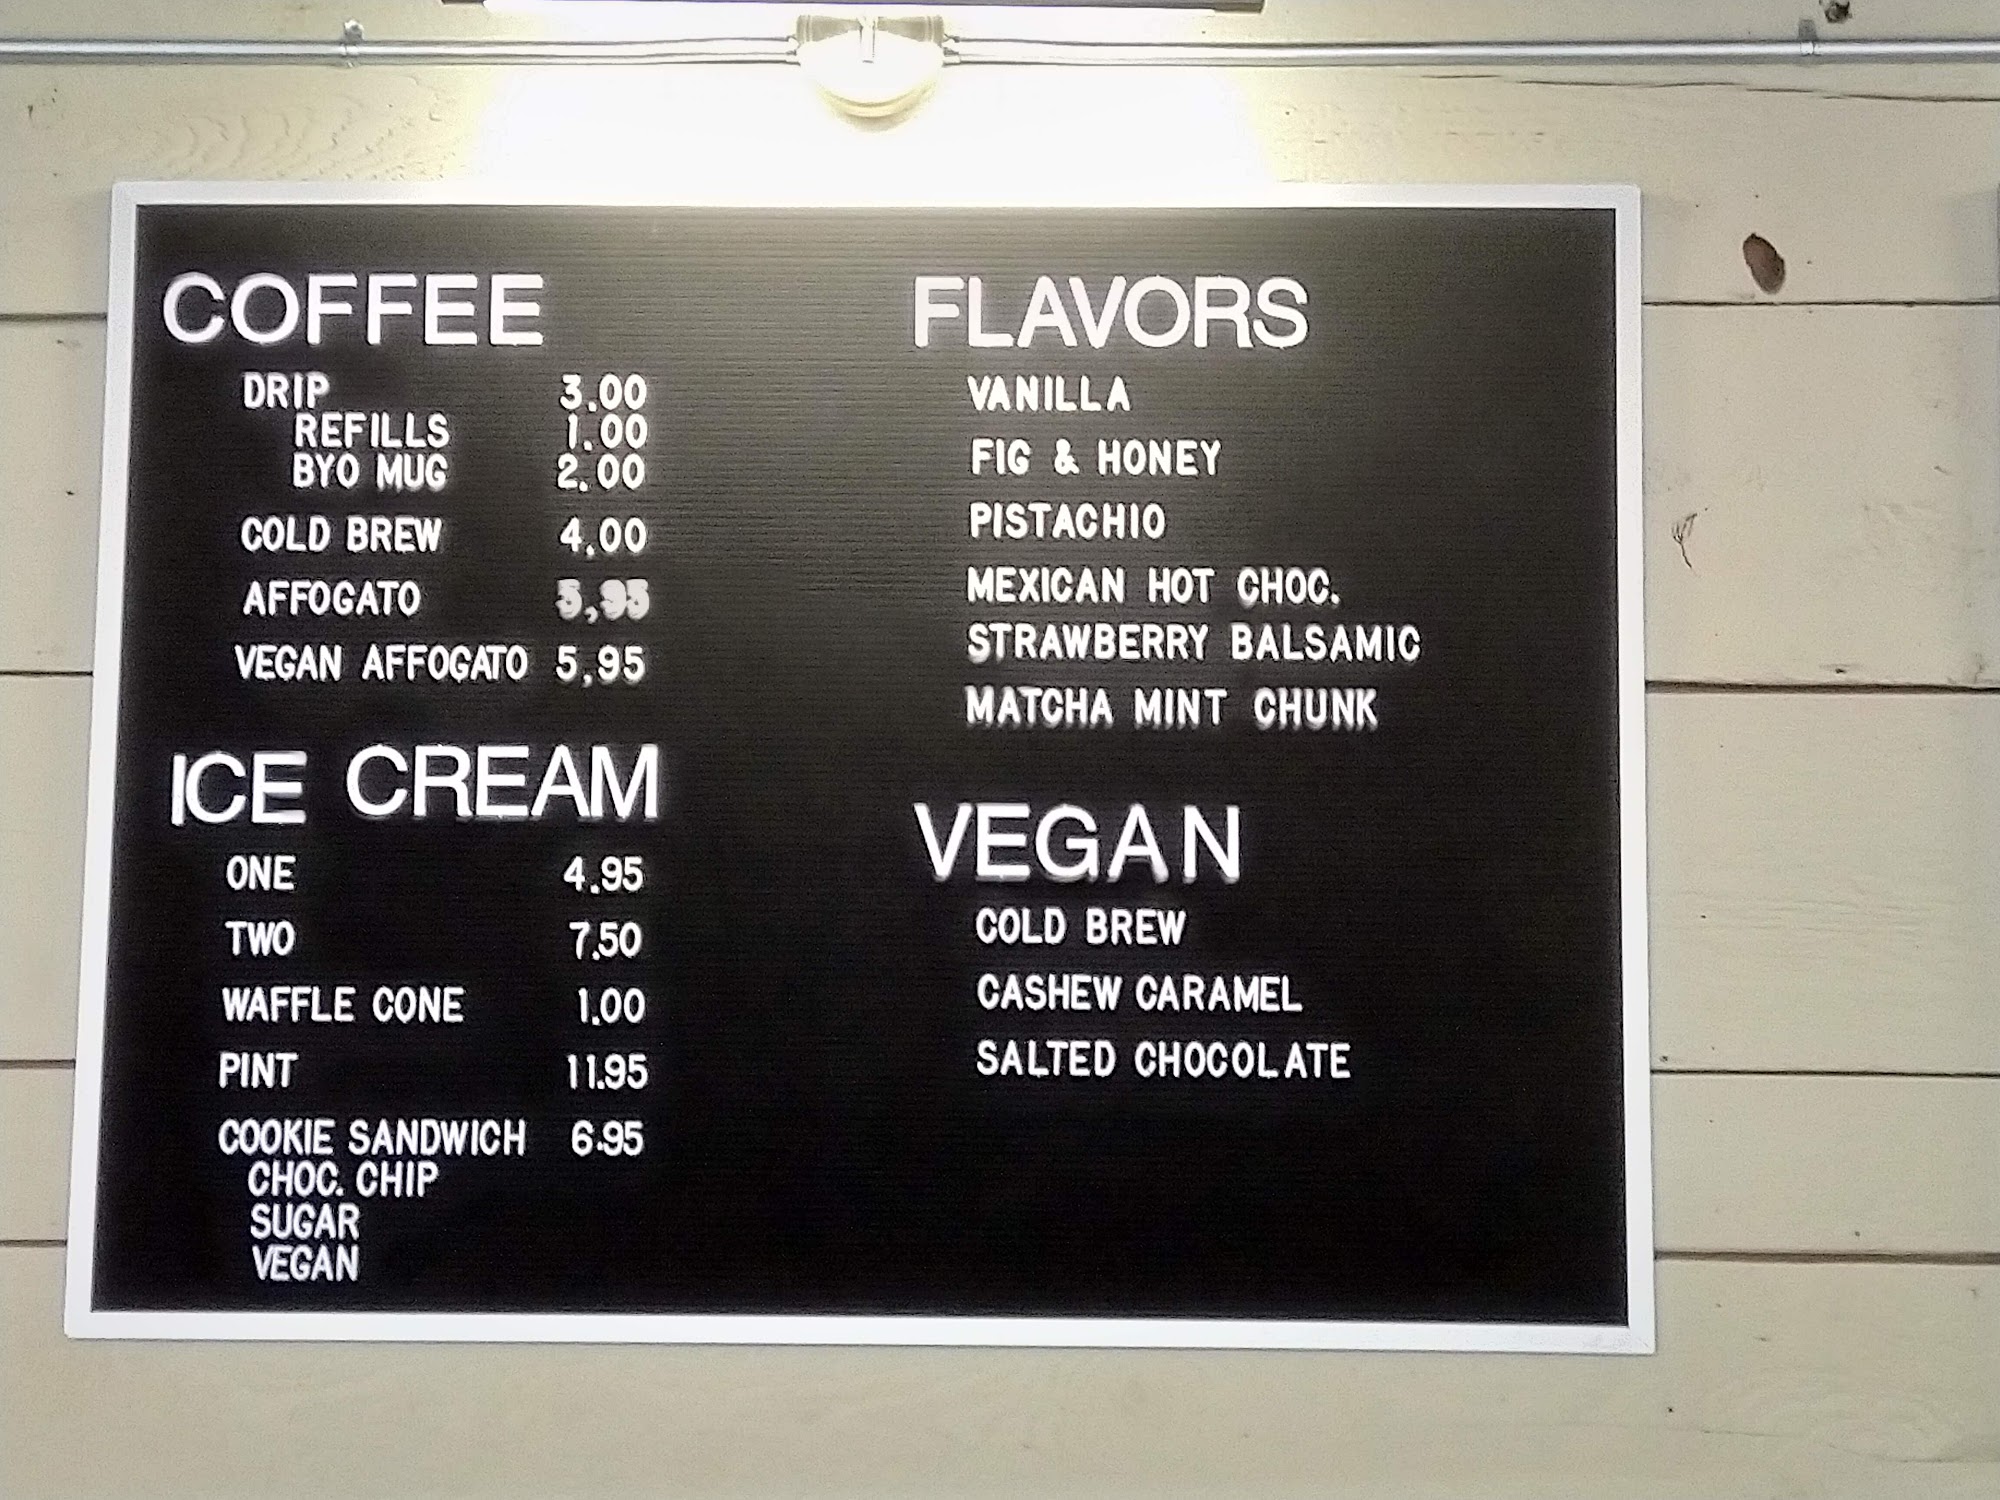 COFFEE
DRIP 3.00
REFILLS 1.00
BYO MUG 2.00
COLD BREW 4.00
AFFOGATO 5,95
VEGAN AFFOGATO 5,95
ICE CREAM
ONE 4.95
TWO 7.50
WAFFLE CONE 1.00
PINT 11.95
COOKIE SANDWICH 6.95
CHOC. CHIP
SUGAR
VEGAN
FLAVORS
VANILLA
FIG & HONEY
PISTACHIO
MEXICAN HOT CHOC.
STRAWBERRY BALSAMIC
MATCHA MINT CHUNK
VEGAN
COLD BREW
CASHEW CARAMEL
SALTED CHOCOLATE